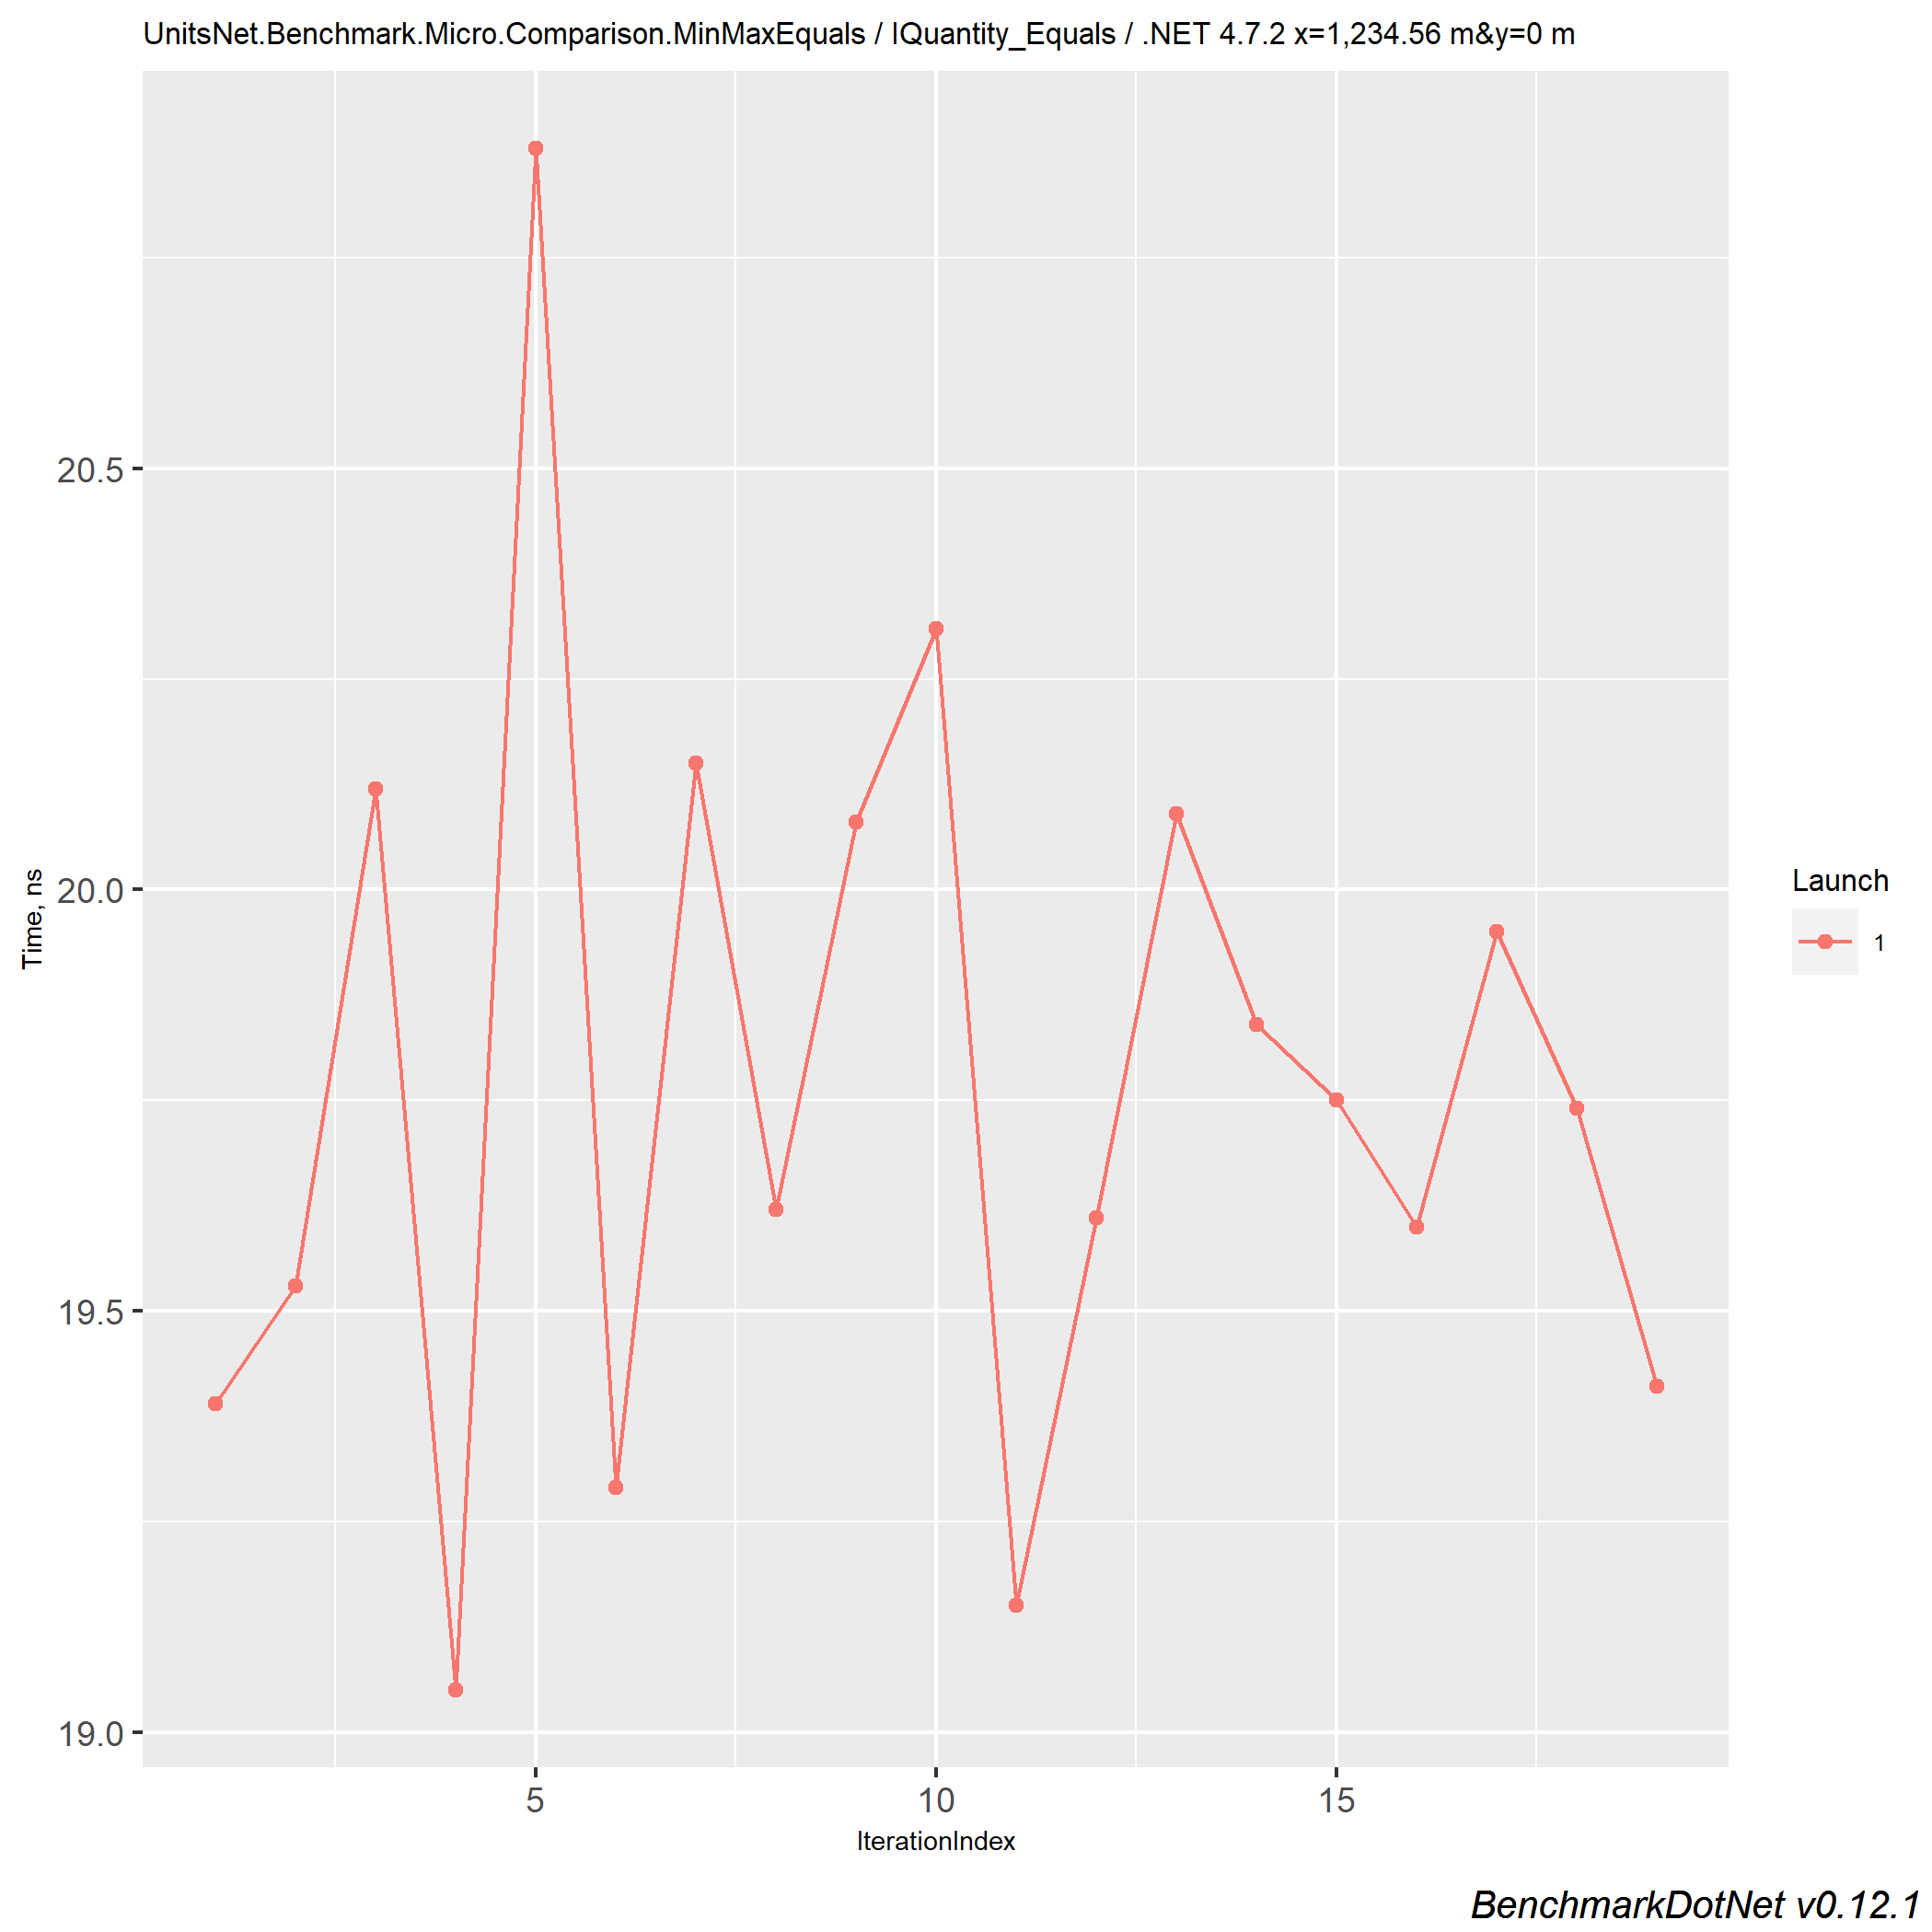 UnitsNet.Benchmark.Micro.Comparison.MinMaxEquals / IQuantity_Equals / .NET 4.7.2 x=1,234.56 m&y=0 m
20.5
20.0
19.5
19.0
Time, ns
5 10 15
IterationIndex
Launch
1
BenchmarkDotNet v0.12.1